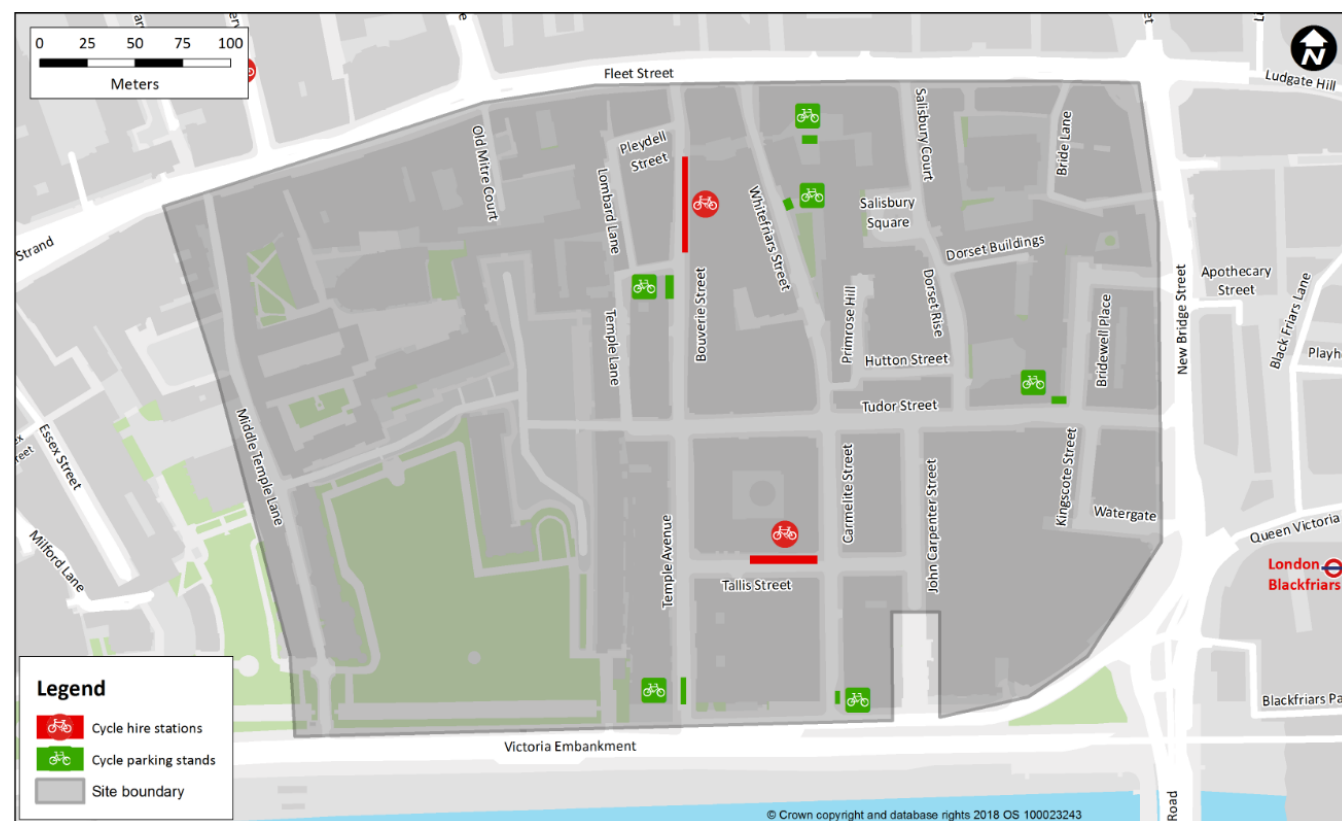 0 25 50 75 100
Meters
Fleet Street
Ludgate Hill
N
Strand
Old Mitre Court
Pleydell
Street
Lombard Lane
Whitefriars Street
Salisbury Court
Salisbury
Square
Bride Lane
Dorset Buildings
Dorset Rise
Apothecary
Street
Black Friars Lane
New Bridge Street
Bridewell Place
Playh
Bouverie Street
Temple Lane
Primrose Hill
Hutton Street
Tudor Street
Essex Street
reet
Middle Temple Lane
Milford Lane
Temple Avenue
Carmelite Street
John Carpenter Street
Kingscote Street
Watergate
Queen Victoria
London
Blackfriars
Tallis Street
Blackfriars Pa
Victoria Embankment
Road
Legend
Cycle hire stations
Cycle parking stands
Site boundary
© Crown copyright and database rights 2018 OS 100023243